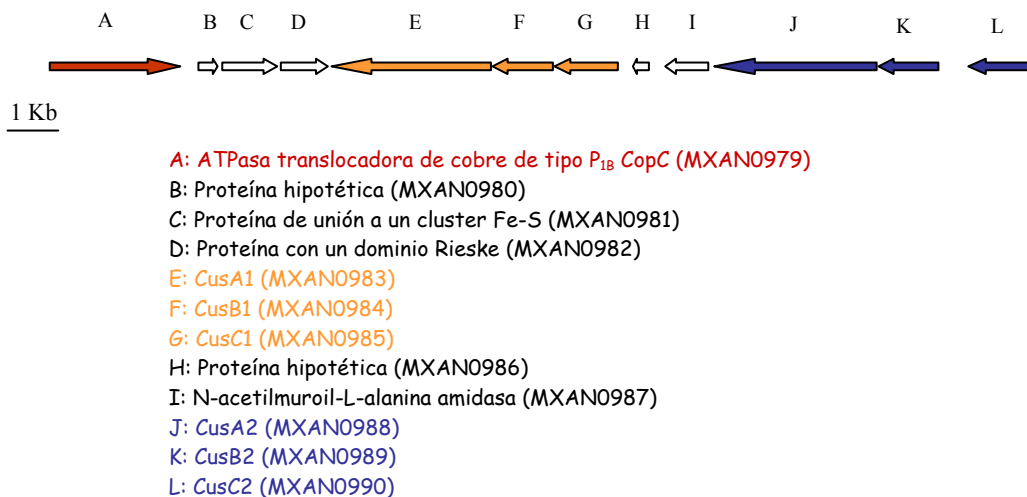 A B C D E F G H I J K L
1 Kb
A: ATPasa translocadora de cobre de tipo P1B CopC (MXAN0979)
B: Proteína hipotética (MXAN0980)
C: Proteína de unión a un cluster Fe-S (MXAN0981)
D: Proteína con un dominio Rieske (MXAN0982)
E: CusA1 (MXAN0983)
F: CusB1 (MXAN0984)
G: CusC1 (MXAN0985)
H: Proteína hipotética (MXAN0986)
I: N-acetilmuroil-L-alanina amidasa (MXAN0987)
J: CusA2 (MXAN0988)
K: CusB2 (MXAN0989)
L: CusC2 (MXAN0990)